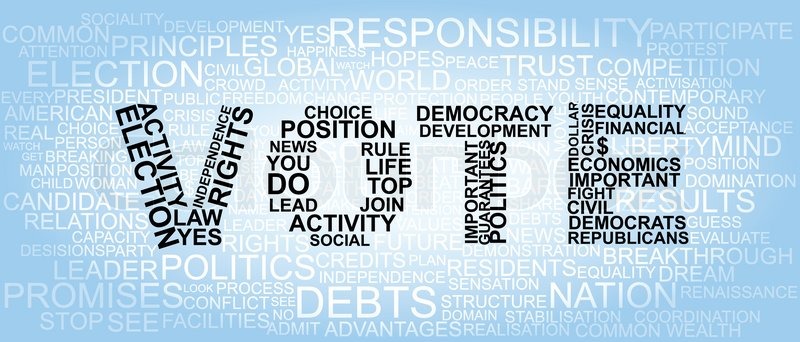 SOCIALITY DEVOTION YES RESPONSIBILITY PARTICIPATE
COMMON PRINCIPLES HAPPINESS HOPES PEACE PROTEST
ATTENTION
ELECTION CIVIL GLOBAL WATCH WORLD TRUST COMPETITION
CROWD ACTIVITY ORDER STAND SENSE ACTIVISATION
EVERY PRESIDENT PUBLIC FREEDOM CHANGE PROTECTION PEOPLE YOUTH CONTEMPORARY
AMERICAN CRISIS
REAL CHOICE LIBERTY MIND
WATCH PERSON
GET BREAKING
MAN POSITION POSITION
CHILD WOMAN DOMINATION
CANDIDATE RESULTS
RELATIONS
ELECTION
ACTIVITY
LAW
YES
INDEPENDENCE
RIGHTS
CHOICE
POSITION
NEWS RULE
YOU LIFE
DO TOP
LEAD JOIN
ACTIVITY
SOCIAL
DEMOCRACY
DEVELOPMENT
IMPORTANT
GUARANTEES
POLITICS
DOLLAR
CRISIS
EQUALITY
FINANCIAL
$
ECONOMICS
IMPORTANT
FIGHT
CIVIL
DEMOCRATS
REPUBLICANS
CAPACITY RIGHTS FUTURE NEWS EVALUATE
DESIONS PARTY DEMONSTRATION BREAKTHROUGH
LEADER POLITICS CREDITS PLAN RESIDENTS EQUALITY DREAM
INDEPENDENCE SENSATION
PROMISES LOOK PROCESS DEBTS STRUCTURE NATION RENAISSANCE
CONFLICT SEE
STOP SEE FACILITIES NO DOMAIN STABILISATION COORDINATION
ADMIT ADVANTAGES REALISATION COMMON WEALTH